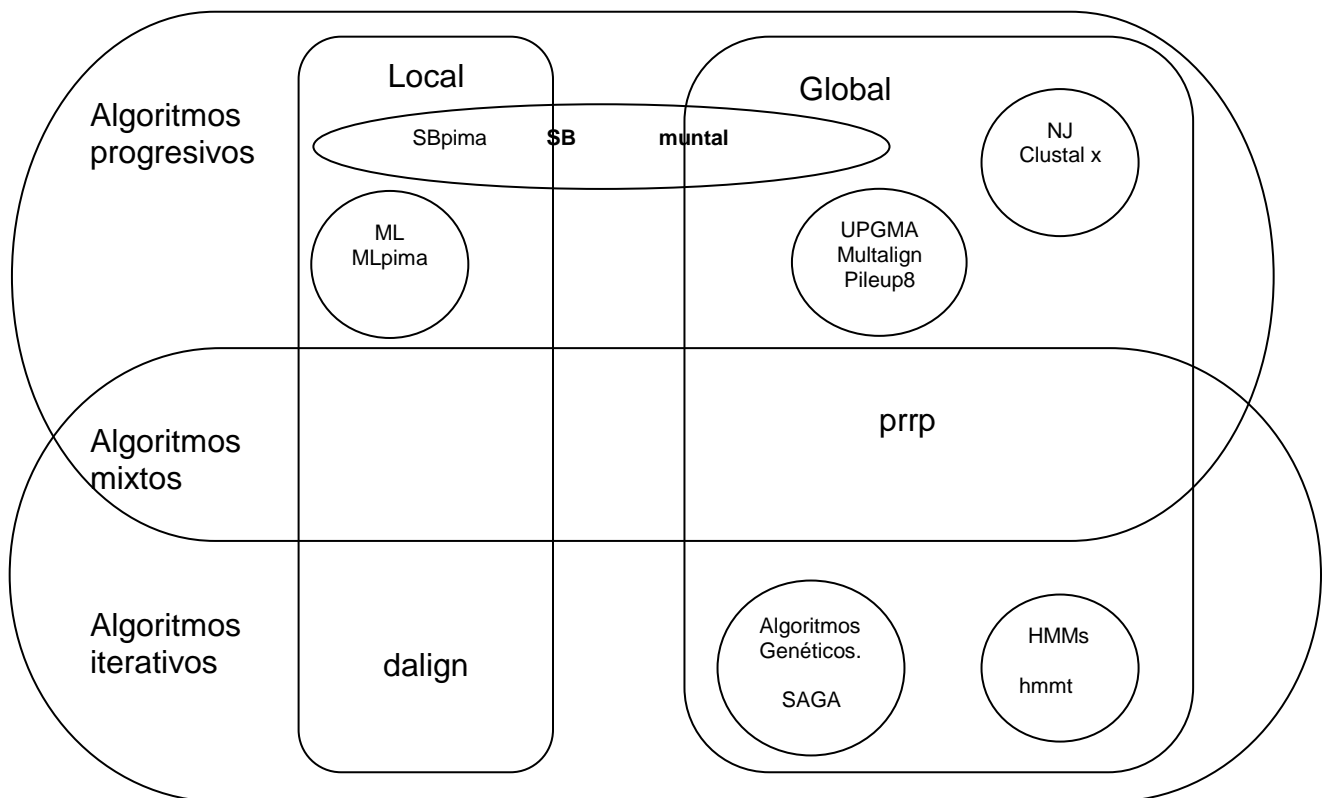 Local
Global
Algoritmos
progresivos
SBpima SB muntal
NJ
Clustal x
ML
MLpima
UPGMA
Multalign
Pileup8
Algoritmos
mixtos
prrp
Algoritmos
iterativos
dalign
Algoritmos
Genéticos.
SAGA
HMMs
hmmt